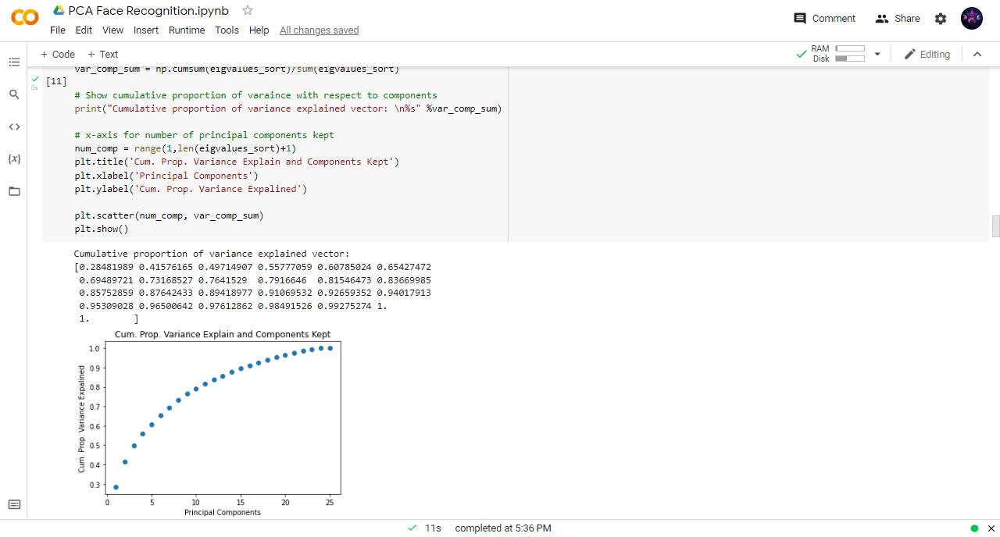 PCA Face Recognition.ipynb
Comment
Share
File Edit View Insert Runtime Tools Help All changes saved
+ Code + Text
RAM
Disk
Editing
var_comp_sum = np.cumsum(eigvalues_sort)/sum(eigvalues_sort)
[11]
0s
# Show cumulative proportion of varaince with respect to components
print("Cumulative proportion of variance explained vector: \n%s" %var_comp_sum)
# x-axis for number of principal components kept
num_comp = range(1,len(eigvalues_sort)+1)
plt.title('Cum. Prop. Variance Explain and Components Kept')
plt.xlabel('Principal Components')
plt.ylabel('Cum. Prop. Variance Expalined')
plt.scatter(num_comp, var_comp_sum)
plt.show()
Cumulative proportion of variance explained vector:
[0.28481989 0.41576165 0.49714907 0.55777059 0.60785024 0.65427472
0.69489721 0.73168527 0.7641529 0.7916646 0.81546473 0.83669985
0.85752859 0.87642433 0.89418977 0.91069532 0.92659352 0.94017913
0.95309028 0.96500642 0.97612862 0.98491526 0.99275274 1.
1. ]
Cum. Prop. Variance Explain and Components Kept
Cum. Prop. Variance Expalined
1.0
0.9
0.8
0.7
0.6
0.5
0.4
0.3
0 5 10 15 20 25
Principal Components
11s completed at 5:36 PM